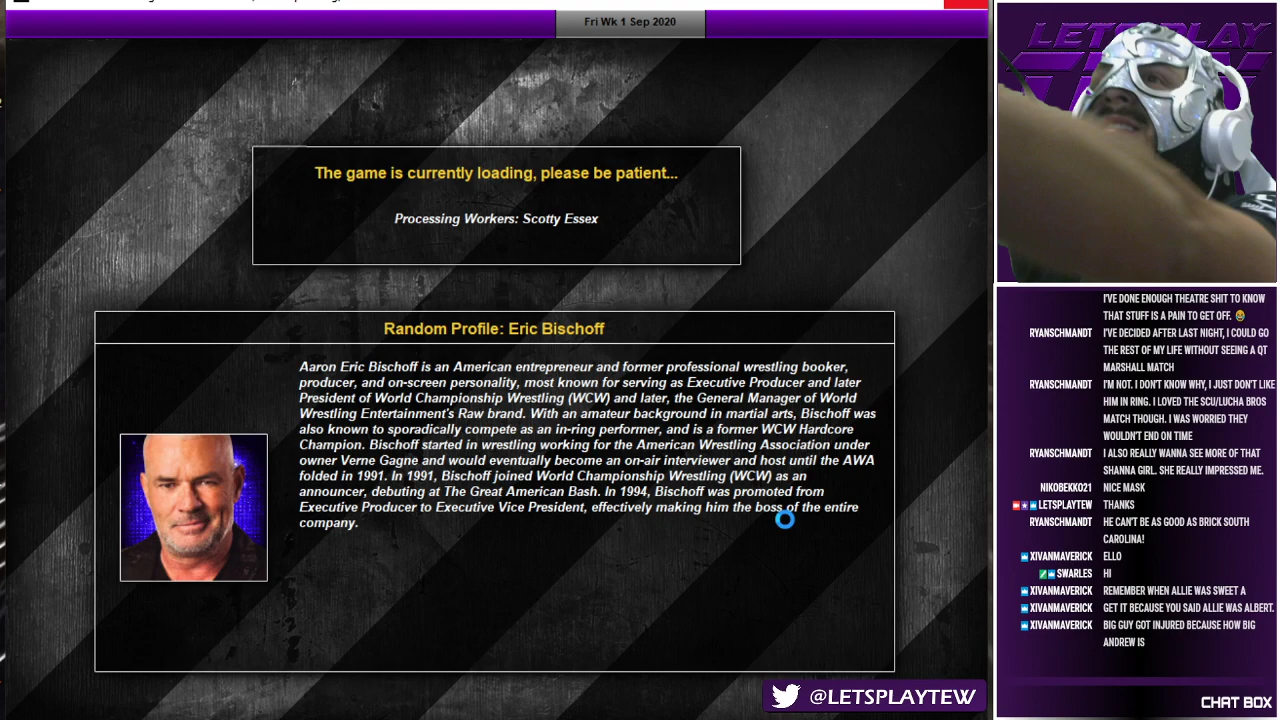 Fri Wk 1 Sep 2020
The game is currently loading, please be patient...
Processing Workers: Scotty Essex
Random Profile: Eric Bischoff
Aaron Eric Bischoff is an American entrepreneur and former professional wrestling booker,
producer, and on-screen personality, most known for serving as Executive Producer and later
President of World Championship Wrestling (WCW) and later, the General Manager of World
Wrestling Entertainment's Raw brand. With an amateur background in martial arts, Bischoff was
also known to sporadically compete as an in-ring performer, and is a former WCW Hardcore
Champion. Bischoff started in wrestling working for the American Wrestling Association under
owner Verne Gagne and would eventually become an on-air interviewer and host until the AWA
folded in 1991. In 1991, Bischoff joined World Championship Wrestling (WCW) as an
announcer, debuting at The Great American Bash. In 1994, Bischoff was promoted from
Executive Producer to Executive Vice President, effectively making him the boss of the entire
company.
@LETSPLAYTEW
LETS PLAY
I'VE DONE ENOUGH THEATRE SHIT TO KNOW
THAT STUFF IS A PAIN TO GET OFF. 😂
RYANSCHMANDT I'VE DECIDED AFTER LAST NIGHT, I COULD GO
THE REST OF MY LIFE WITHOUT SEEING A QT
MARSHALL MATCH
RYANSCHMANDT I'M NOT. I DON'T KNOW WHY, I JUST DON'T LIKE
HIM IN RING. I LOVED THE SCU/LUCHA BROS
MATCH THOUGH. I WAS WORRIED THEY
WOULDN'T END ON TIME
RYANSCHMANDT I ALSO REALLY WANNA SEE MORE OF THAT
SHANNA GIRL. SHE REALLY IMPRESSED ME.
NIKOBEKKO21 NICE MASK
LETSPLAYTEW THANKS
RYANSCHMANDT HE CAN'T BE AS GOOD AS BRICK SOUTH
CAROLINA!
XIVANMAVERICK ELLO
SWARLES HI
XIVANMAVERICK REMEMBER WHEN ALLIE WAS SWEET A
XIVANMAVERICK GET IT BECAUSE YOU SAID ALLIE WAS ALBERT.
XIVANMAVERICK BIG GUY GOT INJURED BECAUSE HOW BIG
ANDREW IS
CHAT BOX